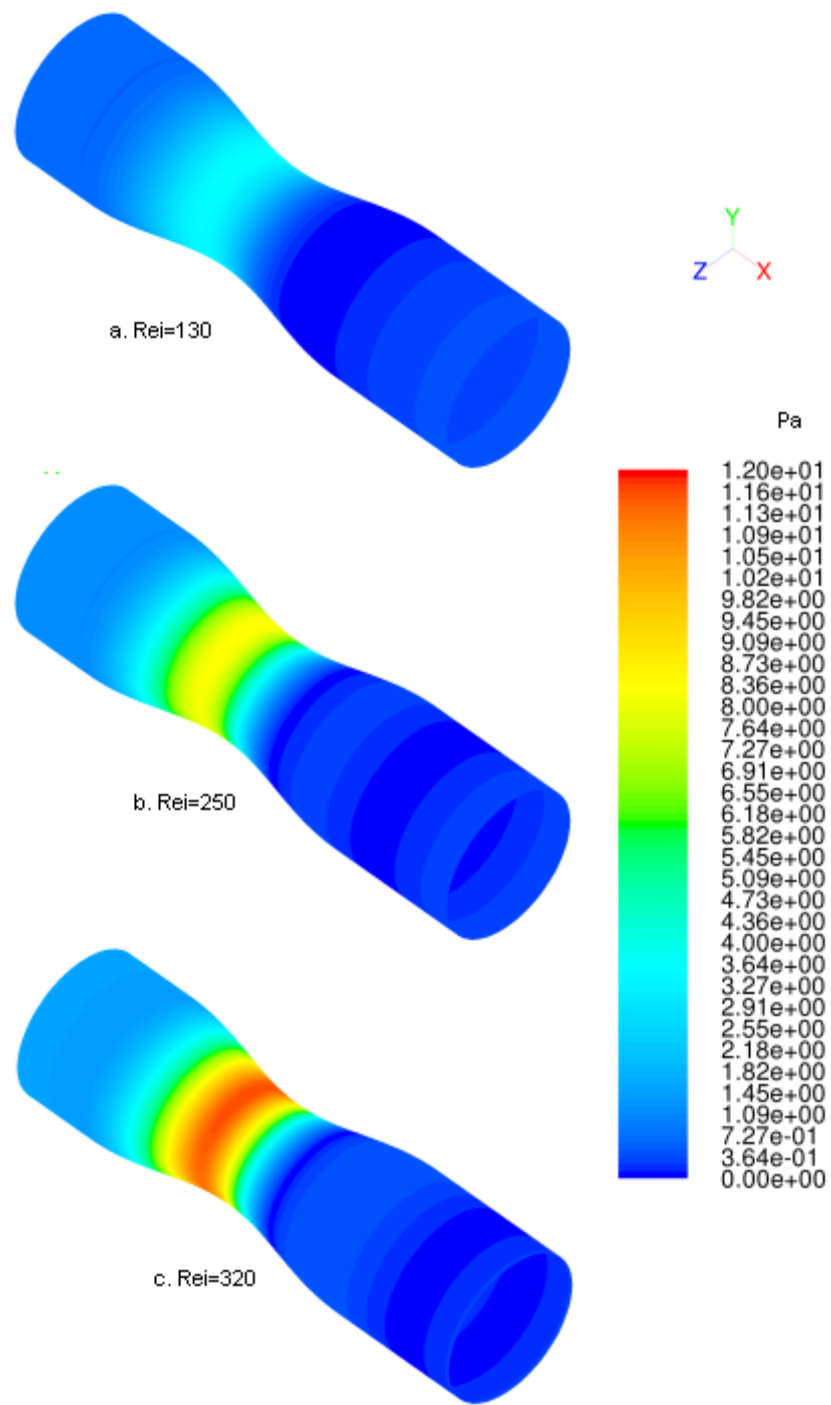 Y
Z X
a. Rei=130
Pa
1.20e+01
1.16e+01
1.13e+01
1.09e+01
1.05e+01
1.02e+01
9.82e+00
9.45e+00
9.09e+00
8.73e+00
8.36e+00
8.00e+00
7.64e+00
7.27e+00
6.91e+00
6.55e+00
6.18e+00
5.82e+00
5.45e+00
5.09e+00
4.73e+00
4.36e+00
4.00e+00
3.64e+00
3.27e+00
2.91e+00
2.55e+00
2.18e+00
1.82e+00
1.45e+00
1.09e+00
7.27e-01
3.64e-01
0.00e+00
b. Rei=250
c. Rei=320